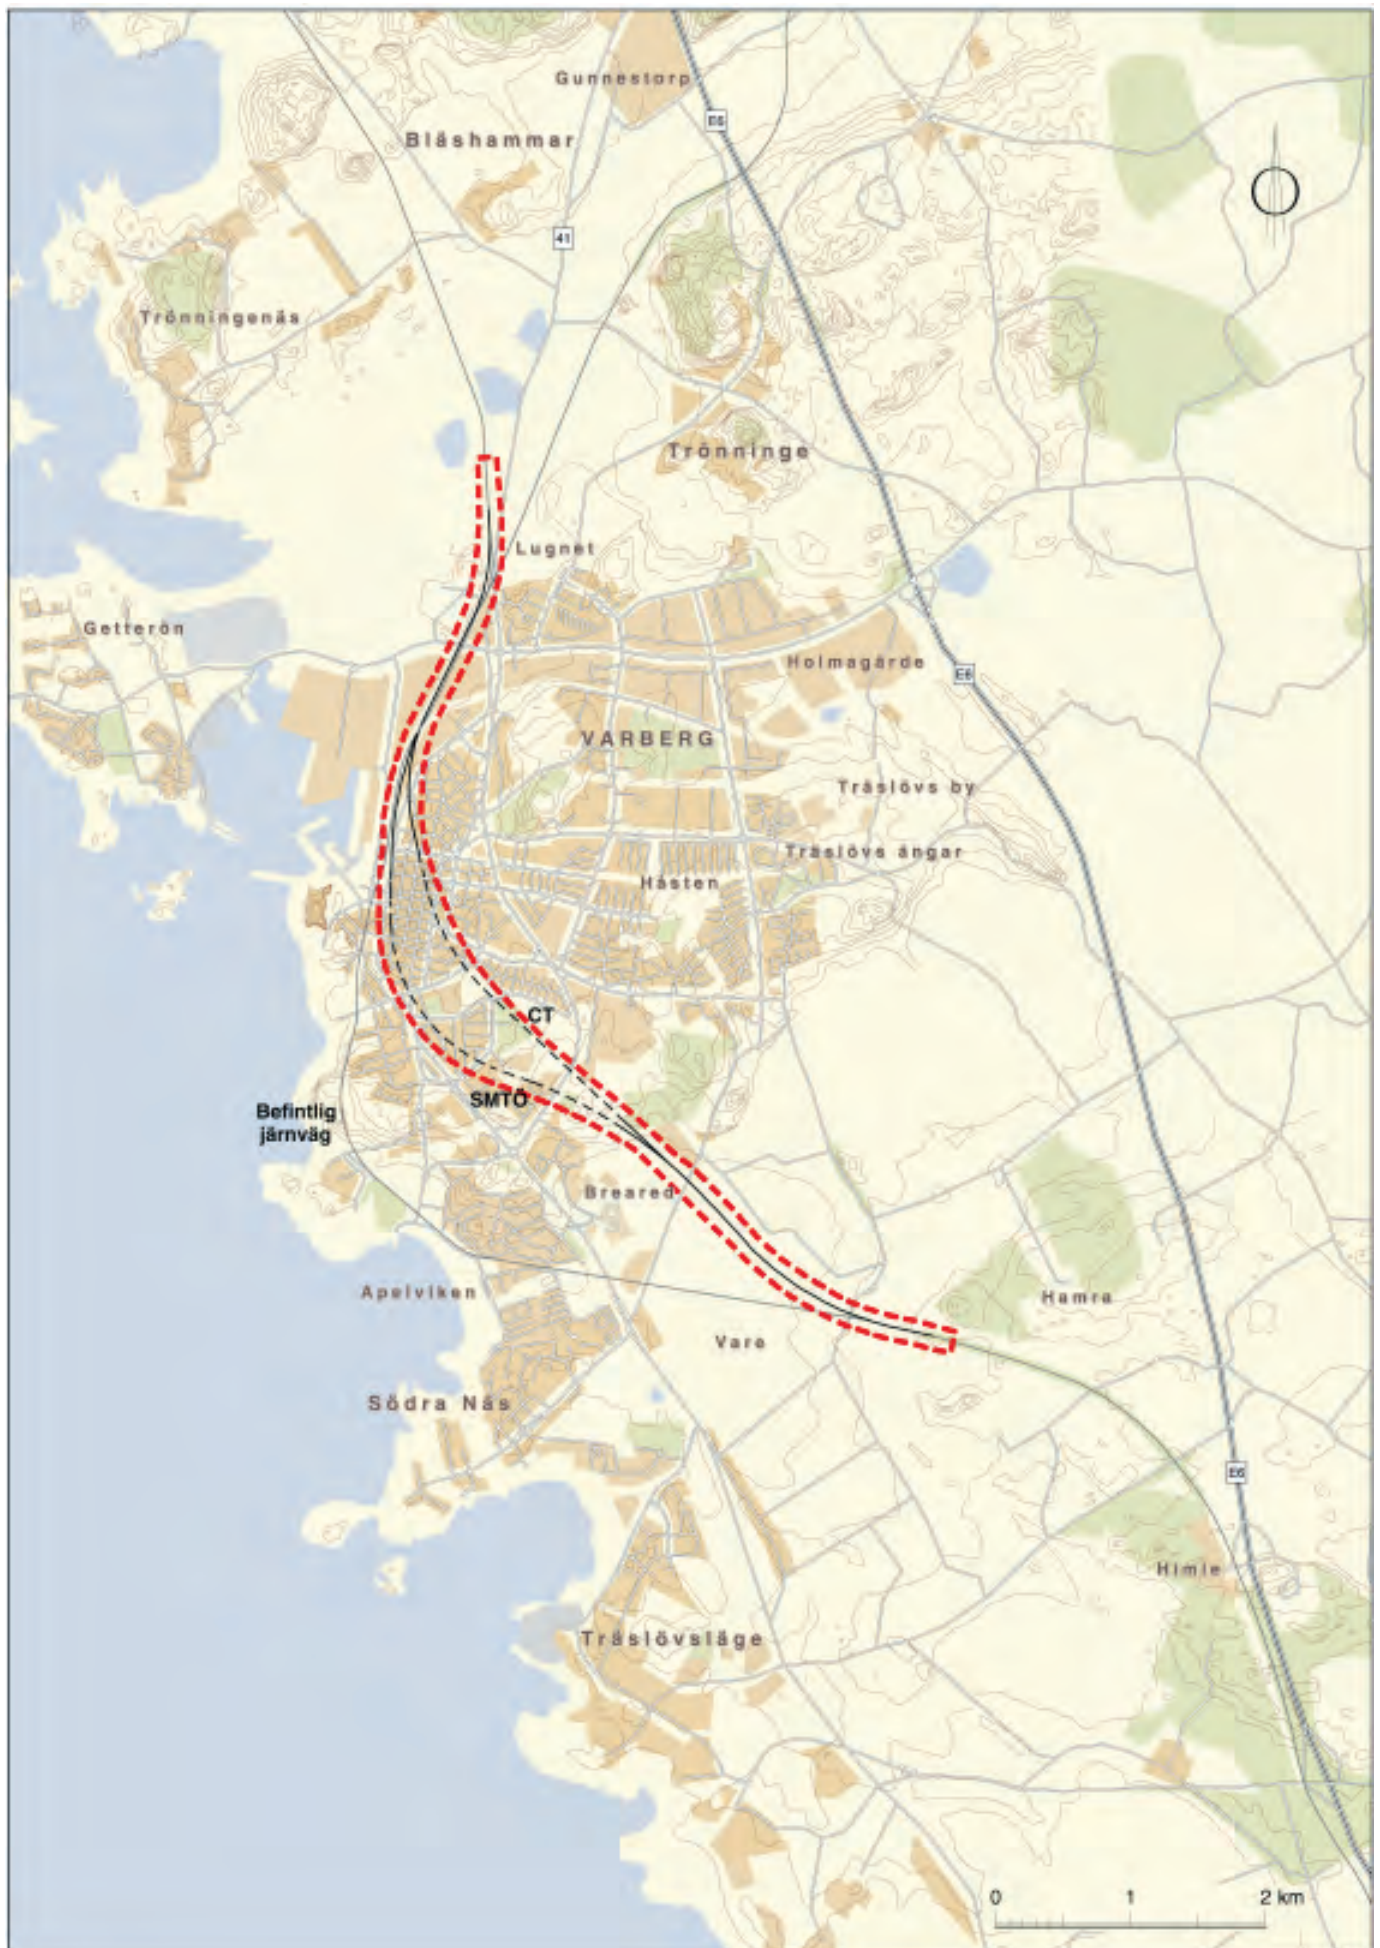 Gunnestorp
E6
Blåshammar
41
Trönningenäs
Trönninge
Lugnet
Getterön
Holmagärde
E6
VARBERG
Träslövs by
Träslövs ängar
Håsten
CT
SMTÖ
Befintlig
järnväg
Breared
Apelviken
Hamra
Vare
Södra Näs
E6
Himle
Träslövsläge
0 1 2 km